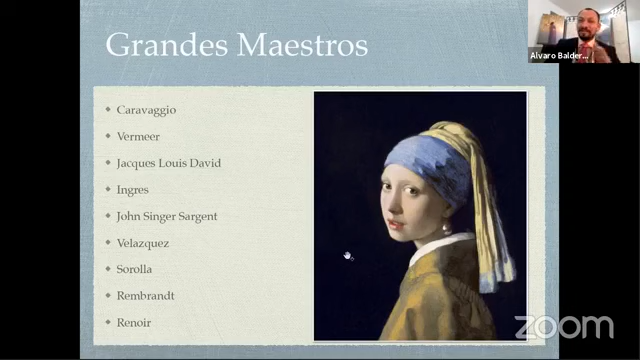 Grandes Maestros
Alvaro Balder...
Caravaggio
Vermeer
Jacques Louis David
Ingres
John Singer Sargent
Velazquez
Sorolla
Rembrandt
Renoir
zoom